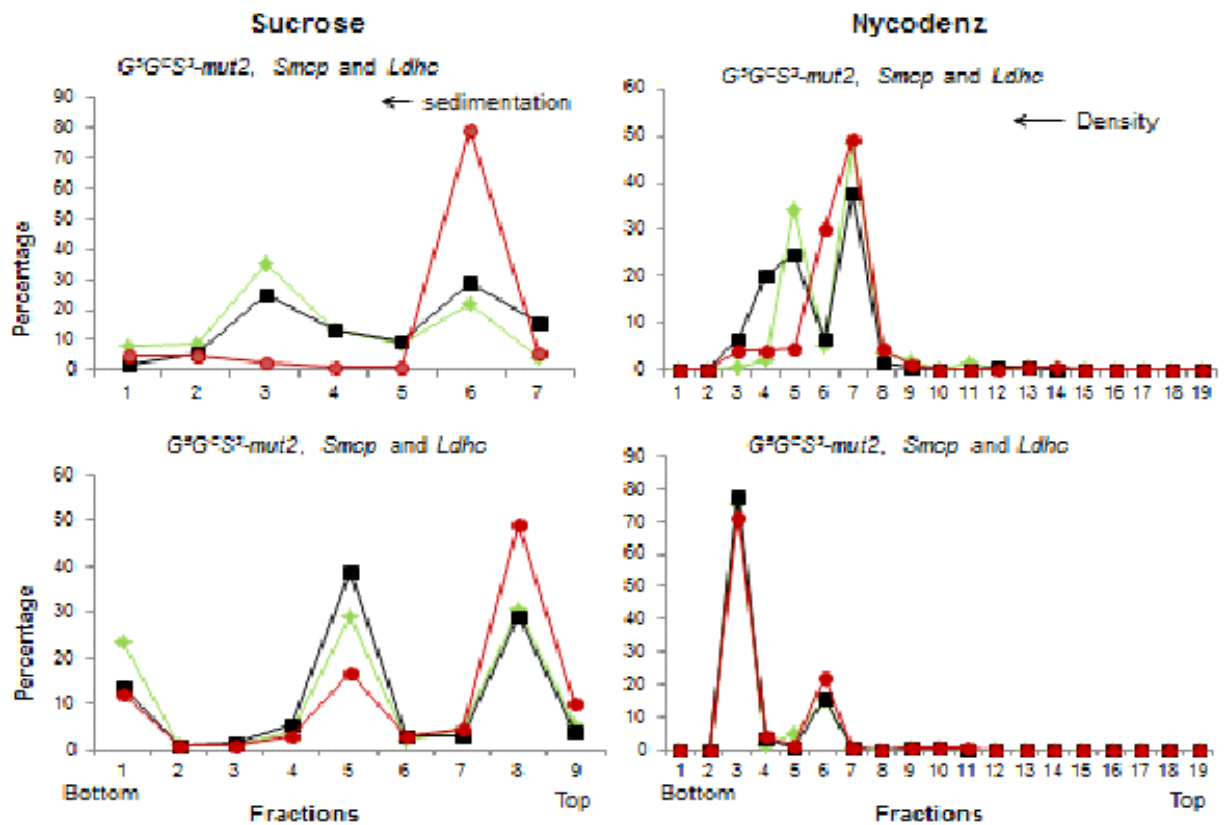 Sucrose
Nycodenz
G⁵GᶜS³-mut2, Smcp and Ldhc
← sedimentation
90
80
70
60
50
40
30
20
10
0
Percentage
1 2 3 4 5 6 7
G⁵GᶜS³-mut2, Smcp and Ldhc
← Density
60
50
40
30
20
10
0
1 2 3 4 5 6 7 8 9 10 11 12 13 14 15 16 17 18 19
G⁵GᶜS³-mut2, Smcp and Ldhc
60
50
40
30
20
10
0
Percentage
1 2 3 4 5 6 7 8 9
Bottom
Fractions
Top
G⁵GᶜS³-mut2, Smcp and Ldhc
90
80
70
60
50
40
30
20
10
0
1 2 3 4 5 6 7 8 9 10 11 12 13 14 15 16 17 18 19
Bottom
Fractions
Top